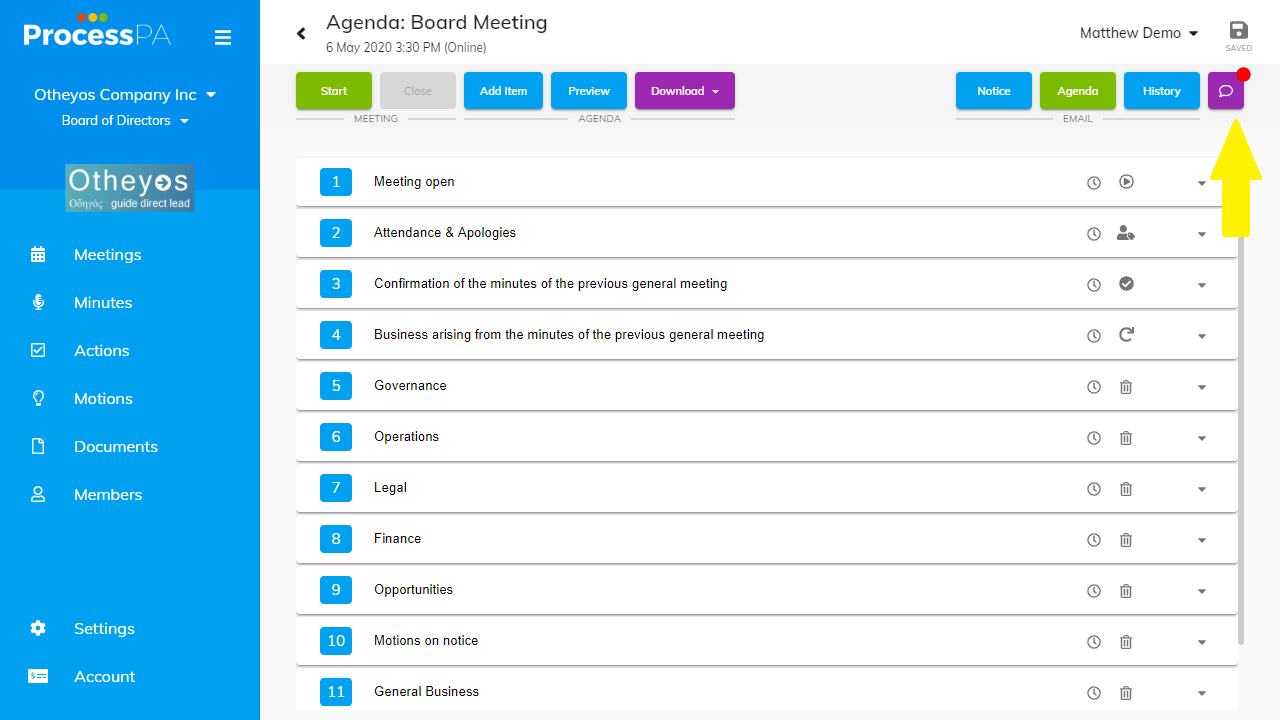 ProcessPA
Otheyos Company Inc
Board of Directors
Otheyos
Οδηγός : guide direct lead
Meetings
Minutes
Actions
Motions
Documents
Members
Settings
Account
Agenda: Board Meeting
6 May 2020 3:30 PM (Online)
Matthew Demo
SAVED
Start
Close
Add Item
Preview
Download
Notice
Agenda
History
MEETING
AGENDA
EMAIL
1 Meeting open
2 Attendance & Apologies
3 Confirmation of the minutes of the previous general meeting
4 Business arising from the minutes of the previous general meeting
5 Governance
6 Operations
7 Legal
8 Finance
9 Opportunities
10 Motions on notice
11 General Business